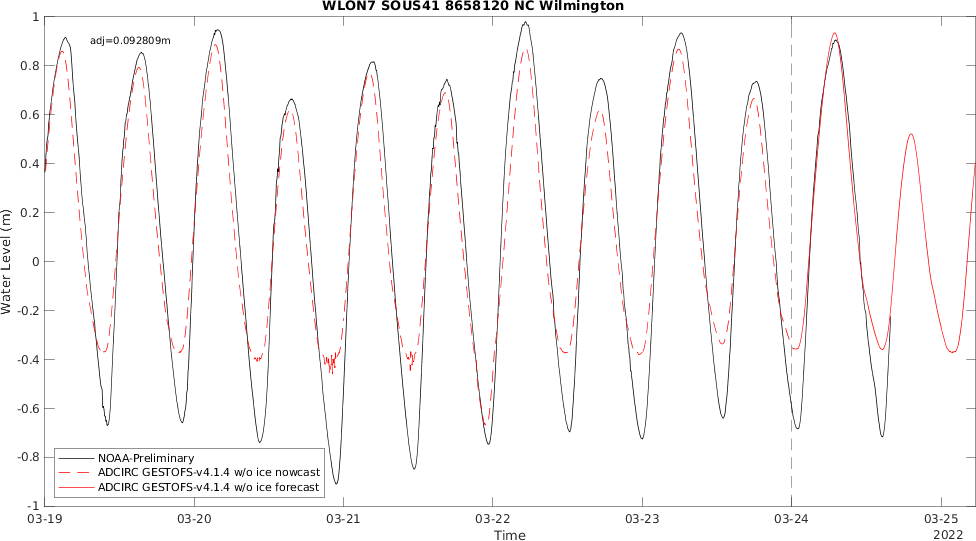 WLON7 SOUS41 8658120 NC Wilmington
adj=0.092809m
Water Level (m)
1
0.8
0.6
0.4
0.2
0
-0.2
-0.4
-0.6
-0.8
-1
NOAA-Preliminary
ADCIRC GESTOFS-v4.1.4 w/o ice nowcast
ADCIRC GESTOFS-v4.1.4 w/o ice forecast
03-19 03-20 03-21 03-22 03-23 03-24 03-25
Time
2022